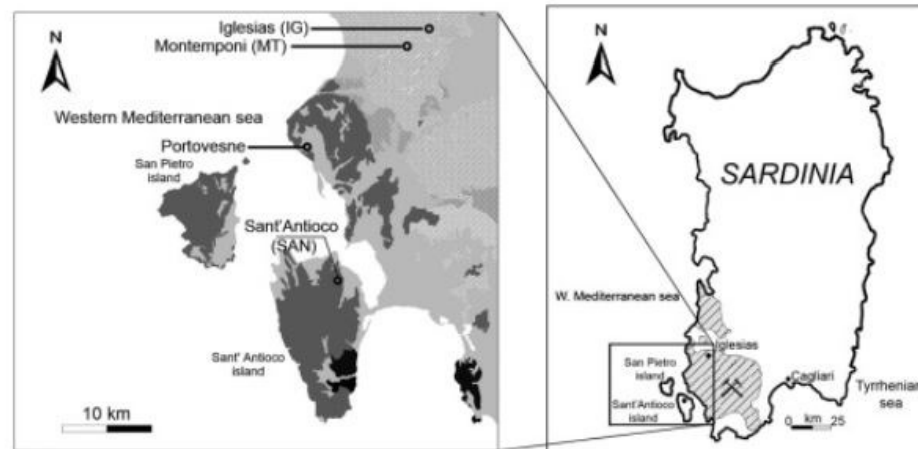 Iglesias (IG)
Montemponi (MT)
N
Western Mediterranean sea
Portovesne
San Pietro
island
Sant'Antioco
(SAN)
Sant' Antioco
island
10 km
N
SARDINIA
W. Mediterranean sea
Iglesias
San Pietro
island
Cagliari
Sant'Antioco
island
Tyrrhenian
sea
0 km 25